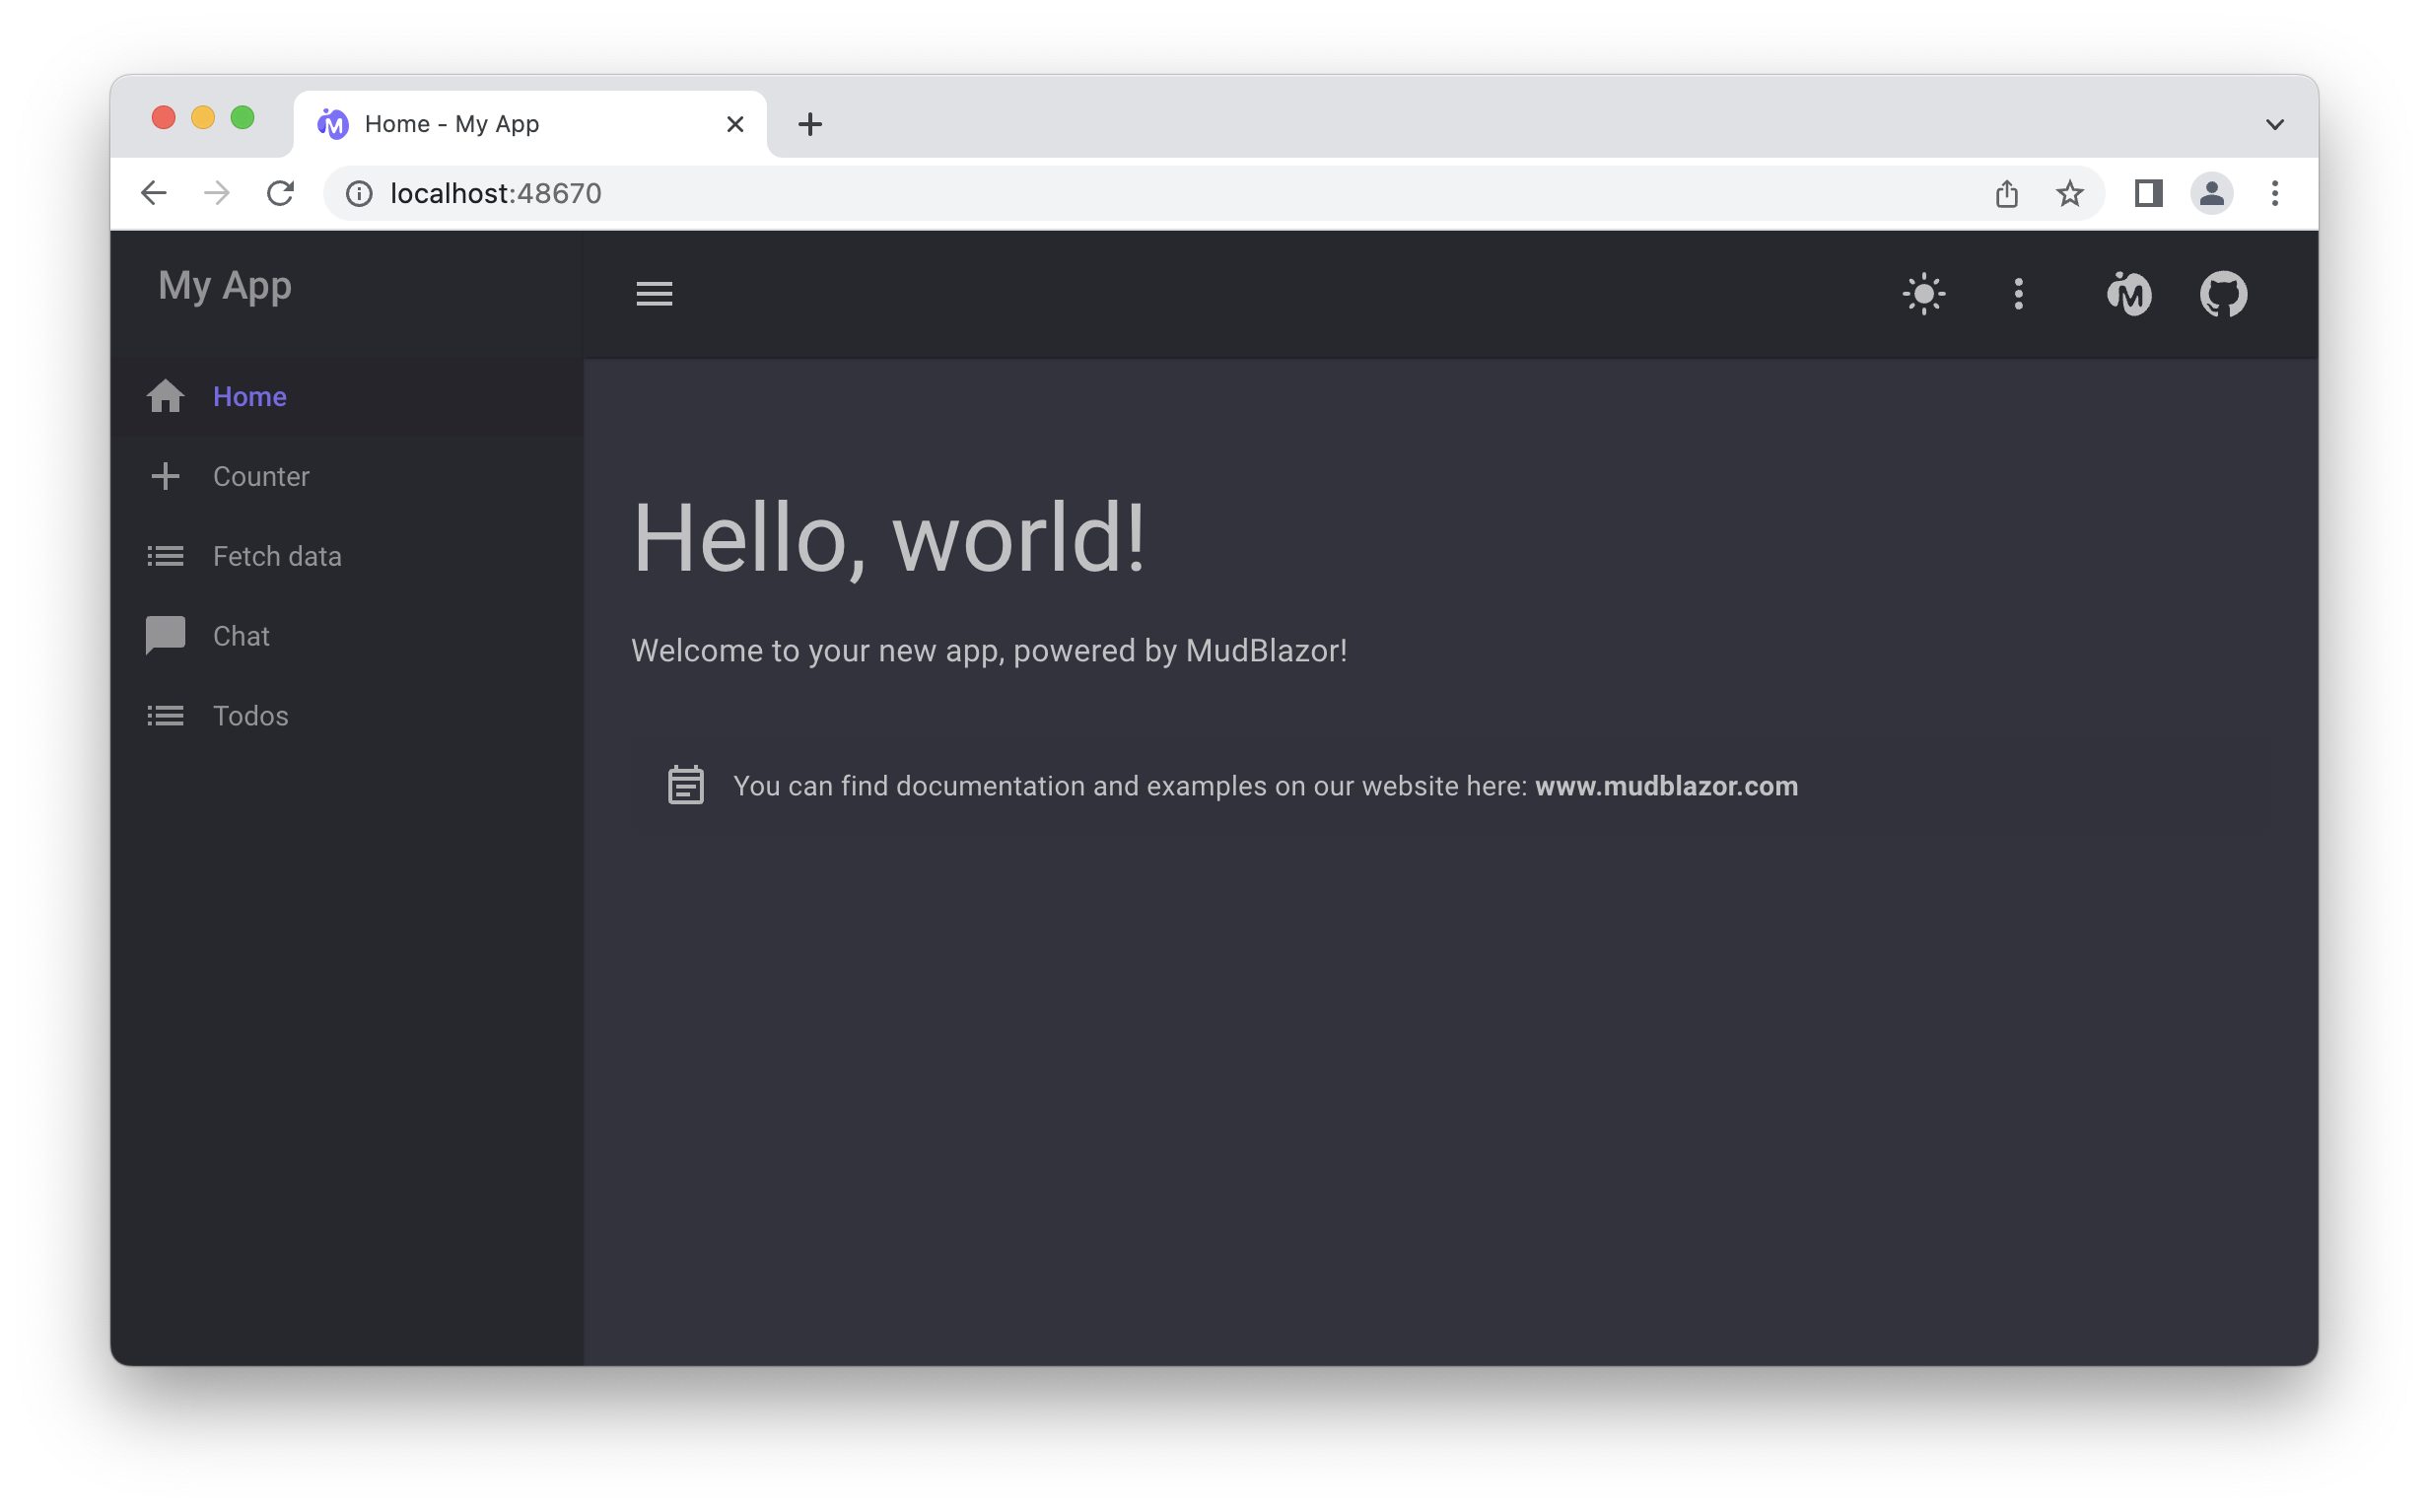 Home - My App
localhost:48670
My App
Home
Counter
Fetch data
Chat
Todos
Hello, world!
Welcome to your new app, powered by MudBlazor!
You can find documentation and examples on our website here: www.mudblazor.com